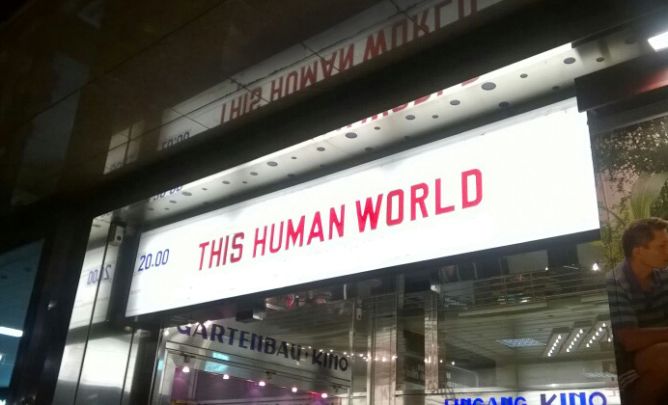 20.00 THIS HUMAN WORLD
GARTENBAU·KINO
EINGANG KINO